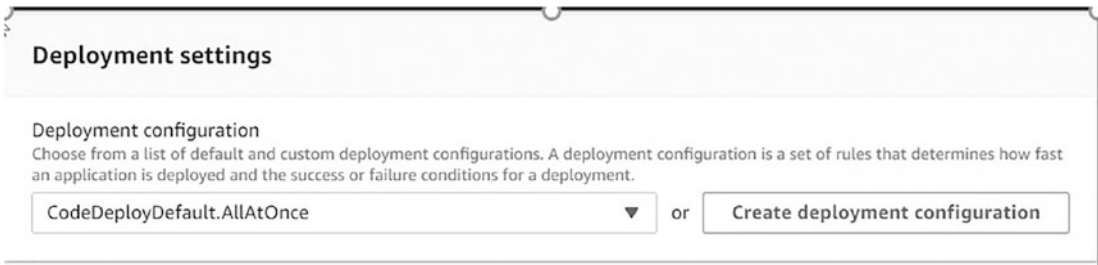 Deployment settings
Deployment configuration
Choose from a list of default and custom deployment configurations. A deployment configuration is a set of rules that determines how fast
an application is deployed and the success or failure conditions for a deployment.
CodeDeployDefault.AllAtOnce or Create deployment configuration